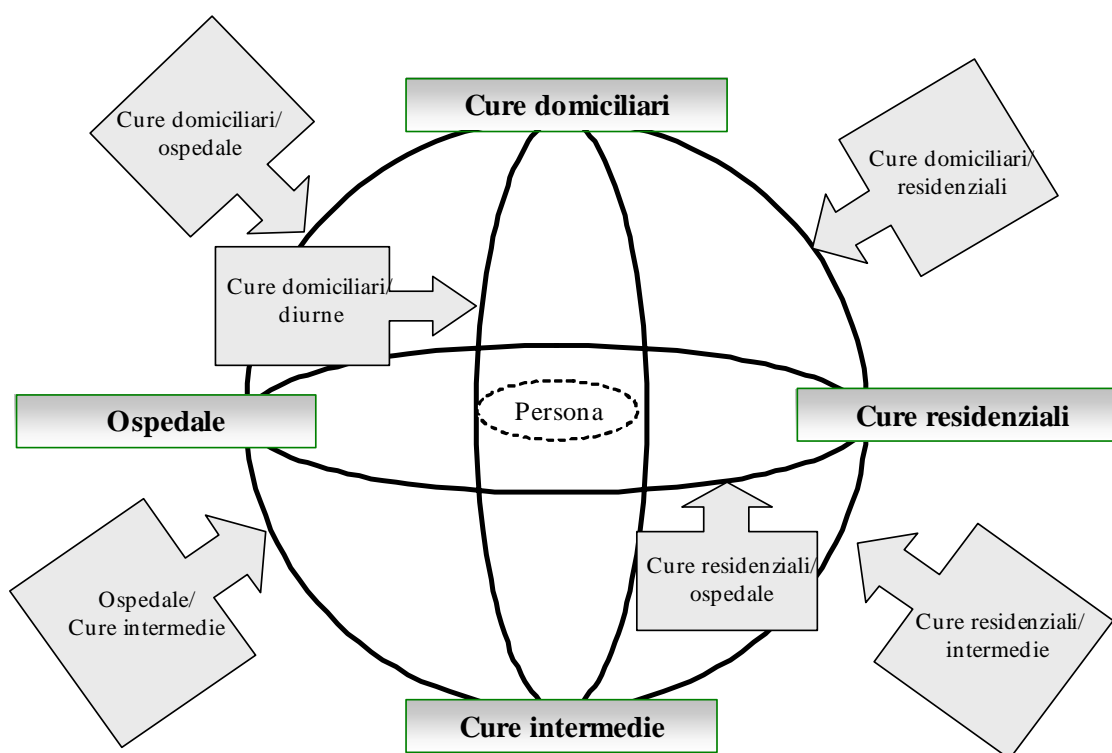 Cure domiciliari
Cure domiciliari/
ospedale
Cure domiciliari/
residenziali
Cure domiciliari/
diurne
Ospedale
Persona
Cure residenziali
Ospedale/
Cure intermedie
Cure residenziali/
ospedale
Cure residenziali/
intermedie
Cure intermedie